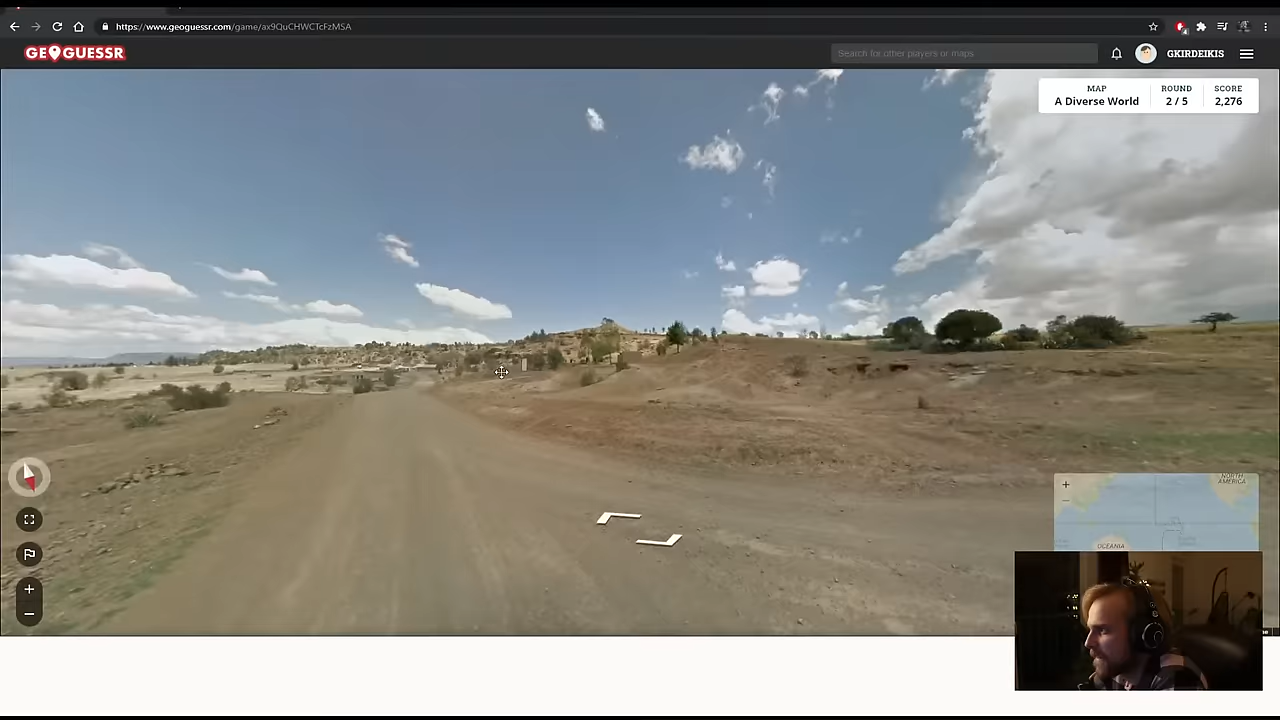 https://www.geoguessr.com/game/ax9QuCHWCTcFzMSA
GEOGUESSR
Search for other players or maps
GKIRDEIKIS
MAP
A Diverse World
ROUND
2 / 5
SCORE
2,276
NORTH
AMERICA
OCEANIA